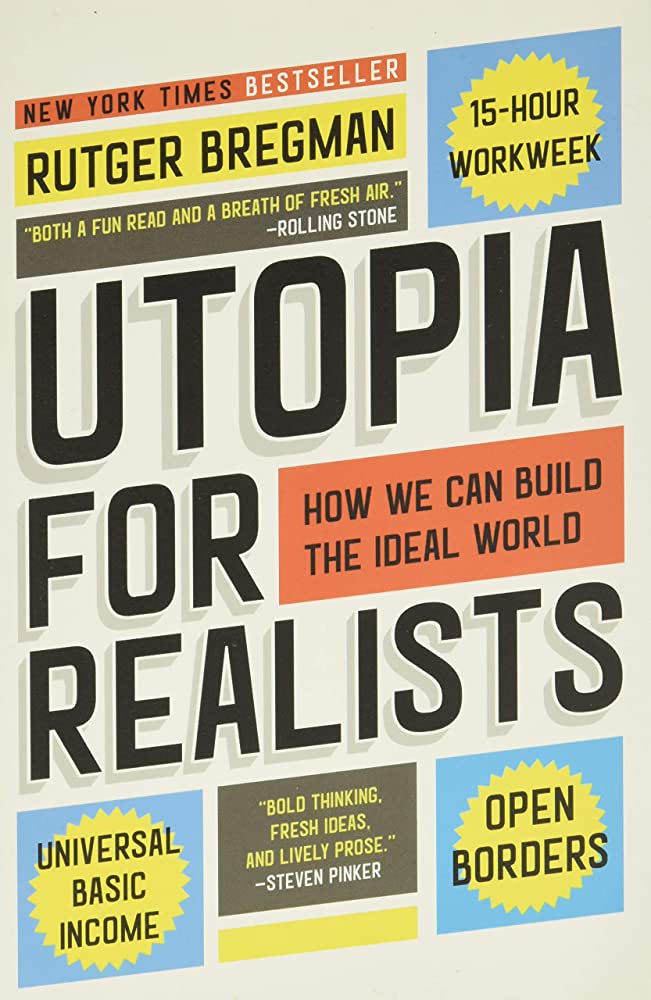 NEW YORK TIMES BESTSELLER
RUTGER BREGMAN
"BOTH A FUN READ AND A BREATH OF FRESH AIR."
—ROLLING STONE
15-HOUR
WORKWEEK
UTOPIA
FOR
HOW WE CAN BUILD
THE IDEAL WORLD
REALISTS
UNIVERSAL
BASIC
INCOME
"BOLD THINKING,
FRESH IDEAS,
AND LIVELY PROSE."
—STEVEN PINKER
OPEN
BORDERS